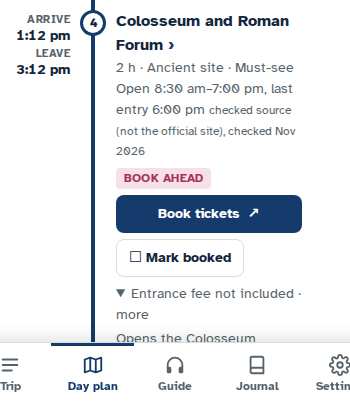 ARRIVE
1:12 pm
LEAVE
3:12 pm
4
Colosseum and Roman
Forum ›
2 h · Ancient site · Must-see
Open 8:30 am–7:00 pm, last
entry 6:00 pm checked source
(not the official site), checked Nov
2026
BOOK AHEAD
Book tickets ↗
☐ Mark booked
▼ Entrance fee not included ·
more
Opens the Colosseum
Trip
Day plan
Guide
Journal
Settin